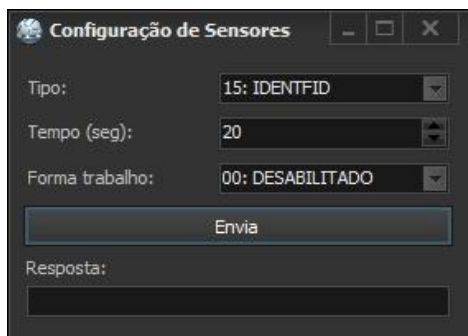 Configuração de Sensores
Tipo: 15: IDENTFID
Tempo (seg): 20
Forma trabalho: 00: DESABILITADO
Envia
Resposta: